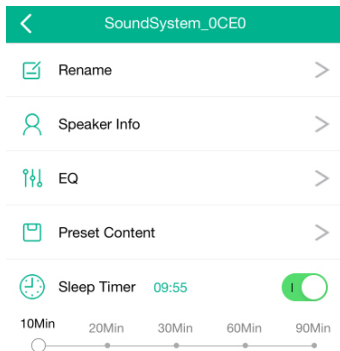 SoundSystem_0CE0
Rename
Speaker Info
EQ
Preset Content
Sleep Timer 09:55
10Min 20Min 30Min 60Min 90Min